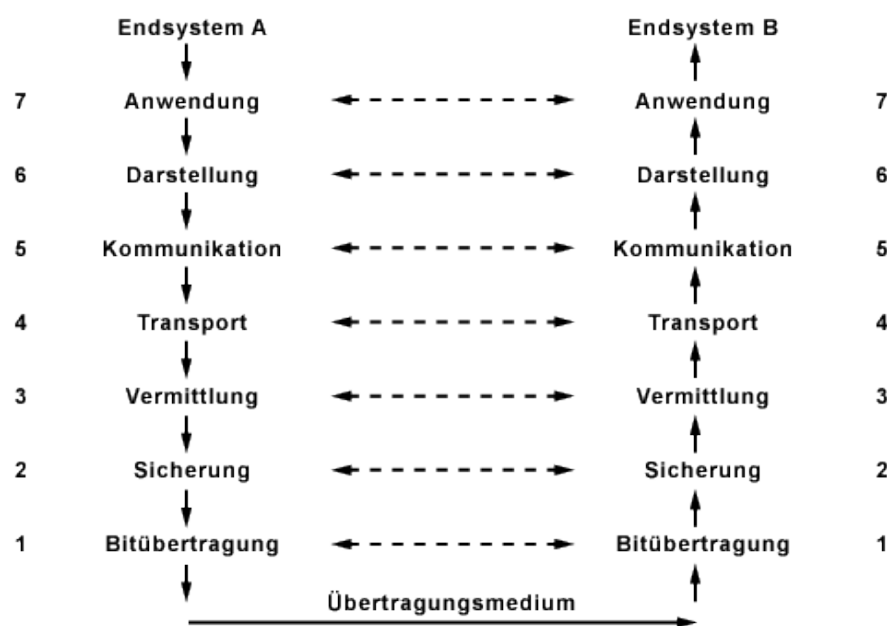 Endsystem A Endsystem B
7 Anwendung Anwendung 7
6 Darstellung Darstellung 6
5 Kommunikation Kommunikation 5
4 Transport Transport 4
3 Vermittlung Vermittlung 3
2 Sicherung Sicherung 2
1 Bitübertragung Bitübertragung 1
Übertragungsmedium